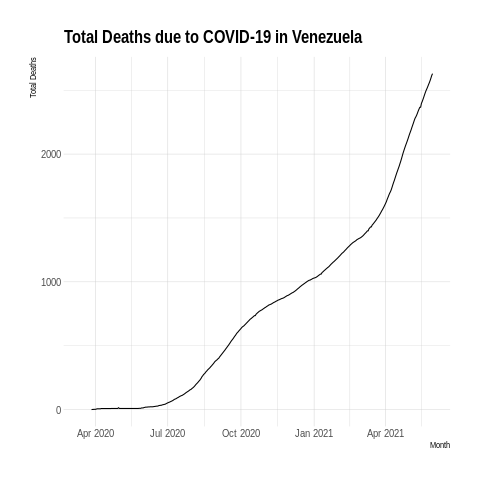 Total Deaths due to COVID-19 in Venezuela
Total Deaths
2000
1000
0
Apr 2020
Jul 2020
Oct 2020
Jan 2021
Apr 2021
Month